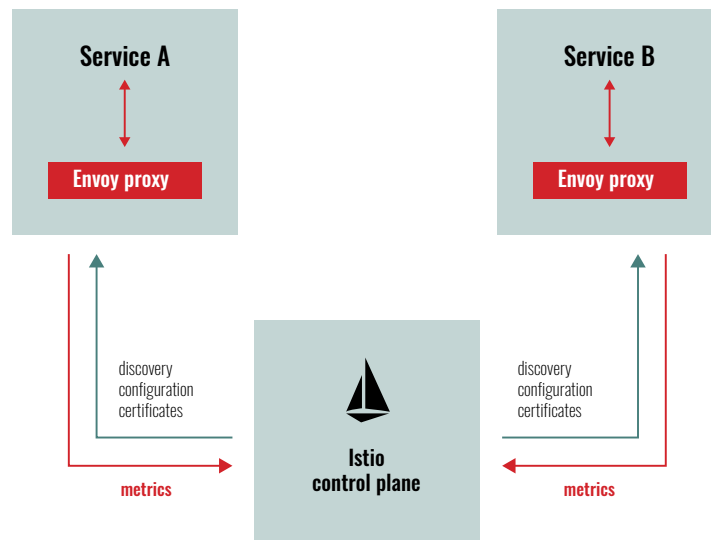 Service A
Service B
Envoy proxy
Envoy proxy
discovery
configuration
certificates
discovery
configuration
certificates
Istio
control plane
metrics
metrics